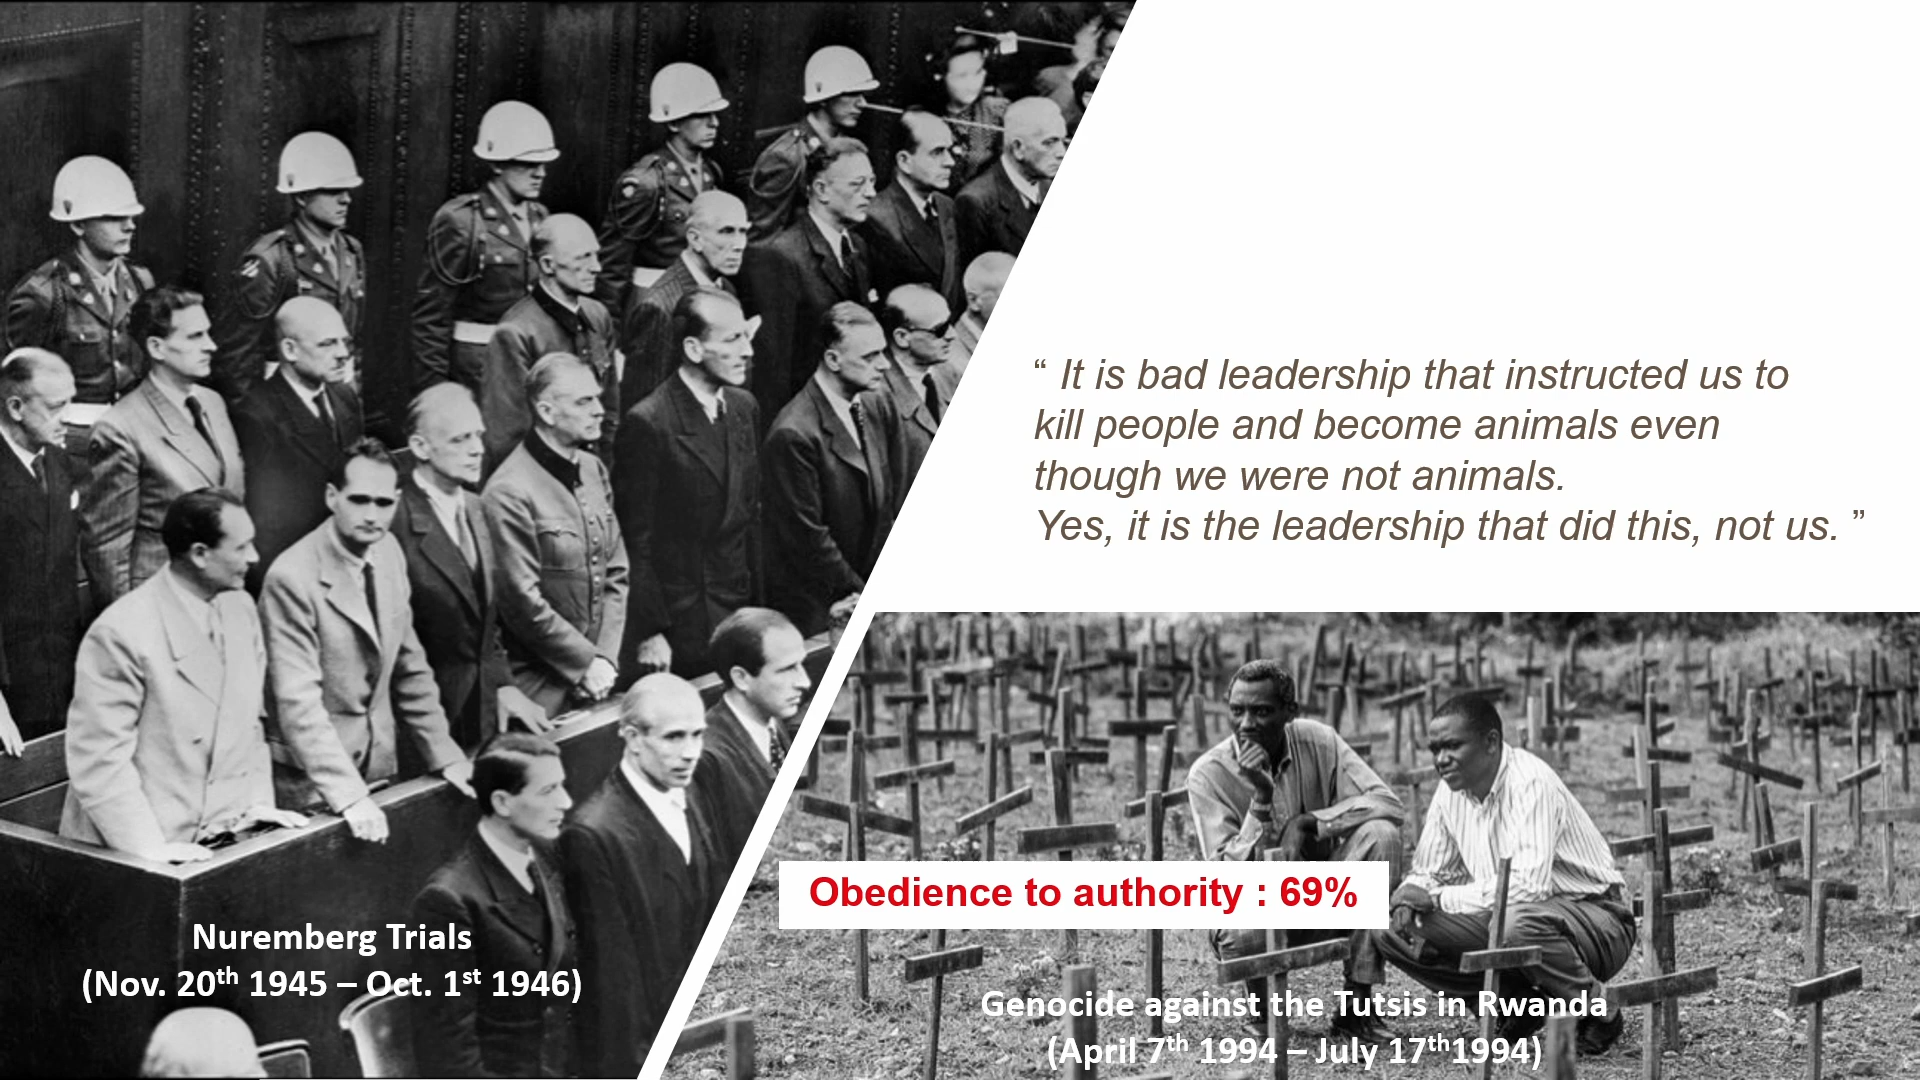 “ It is bad leadership that instructed us to
kill people and become animals even
though we were not animals.
Yes, it is the leadership that did this, not us. ”
Obedience to authority : 69%
Nuremberg Trials
(Nov. 20th 1945 – Oct. 1st 1946)
Genocide against the Tutsis in Rwanda
(April 7th 1994 – July 17th1994)